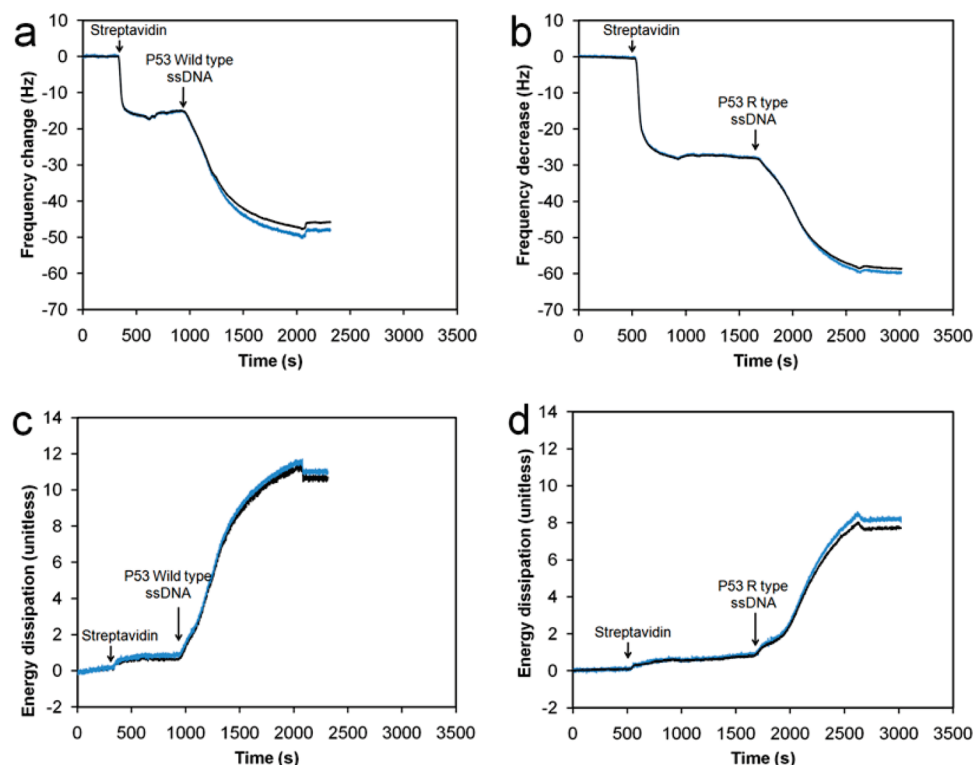 a
Frequency change (Hz)
10
0
-10
-20
-30
-40
-50
-60
-70
Streptavidin
P53 Wild type
ssDNA
0 500 1000 1500 2000 2500 3000 3500
Time (s)
b
Frequency decrease (Hz)
10
0
-10
-20
-30
-40
-50
-60
-70
Streptavidin
P53 R type
ssDNA
0 500 1000 1500 2000 2500 3000 3500
Time (s)
c
Energy dissipation (unitless)
14
12
10
8
6
4
2
0
-2
P53 Wild type
ssDNA
Streptavidin
0 500 1000 1500 2000 2500 3000 3500
Time (s)
d
Energy dissipation (unitless)
14
12
10
8
6
4
2
0
-2
P53 R type
ssDNA
Streptavidin
0 500 1000 1500 2000 2500 3000 3500
Time (s)